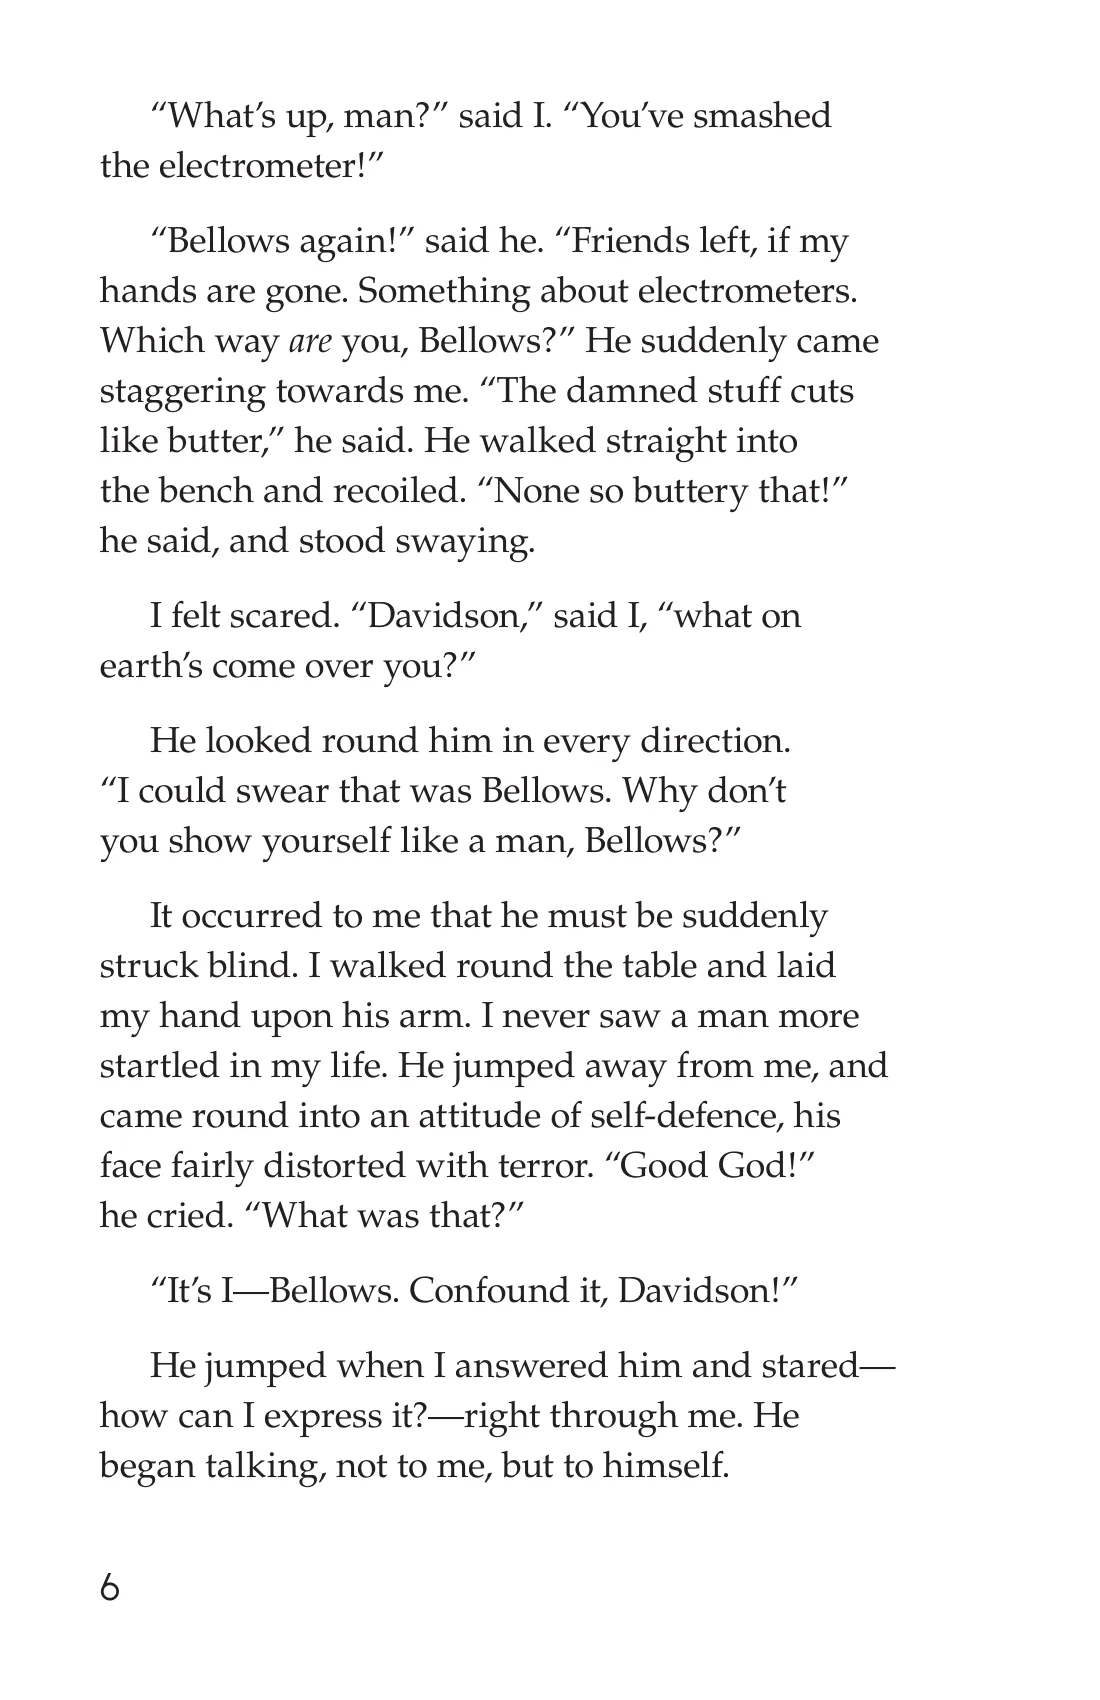 “What’s up, man?” said I. “You’ve smashed
the electrometer!”
“Bellows again!” said he. “Friends left, if my
hands are gone. Something about electrometers.
Which way are you, Bellows?” He suddenly came
staggering towards me. “The damned stuff cuts
like butter,” he said. He walked straight into
the bench and recoiled. “None so buttery that!”
he said, and stood swaying.
I felt scared. “Davidson,” said I, “what on
earth’s come over you?”
He looked round him in every direction.
“I could swear that was Bellows. Why don’t
you show yourself like a man, Bellows?”
It occurred to me that he must be suddenly
struck blind. I walked round the table and laid
my hand upon his arm. I never saw a man more
startled in my life. He jumped away from me, and
came round into an attitude of self-defence, his
face fairly distorted with terror. “Good God!”
he cried. “What was that?”
“It’s I—Bellows. Confound it, Davidson!”
He jumped when I answered him and stared—
how can I express it?—right through me. He
began talking, not to me, but to himself.
6